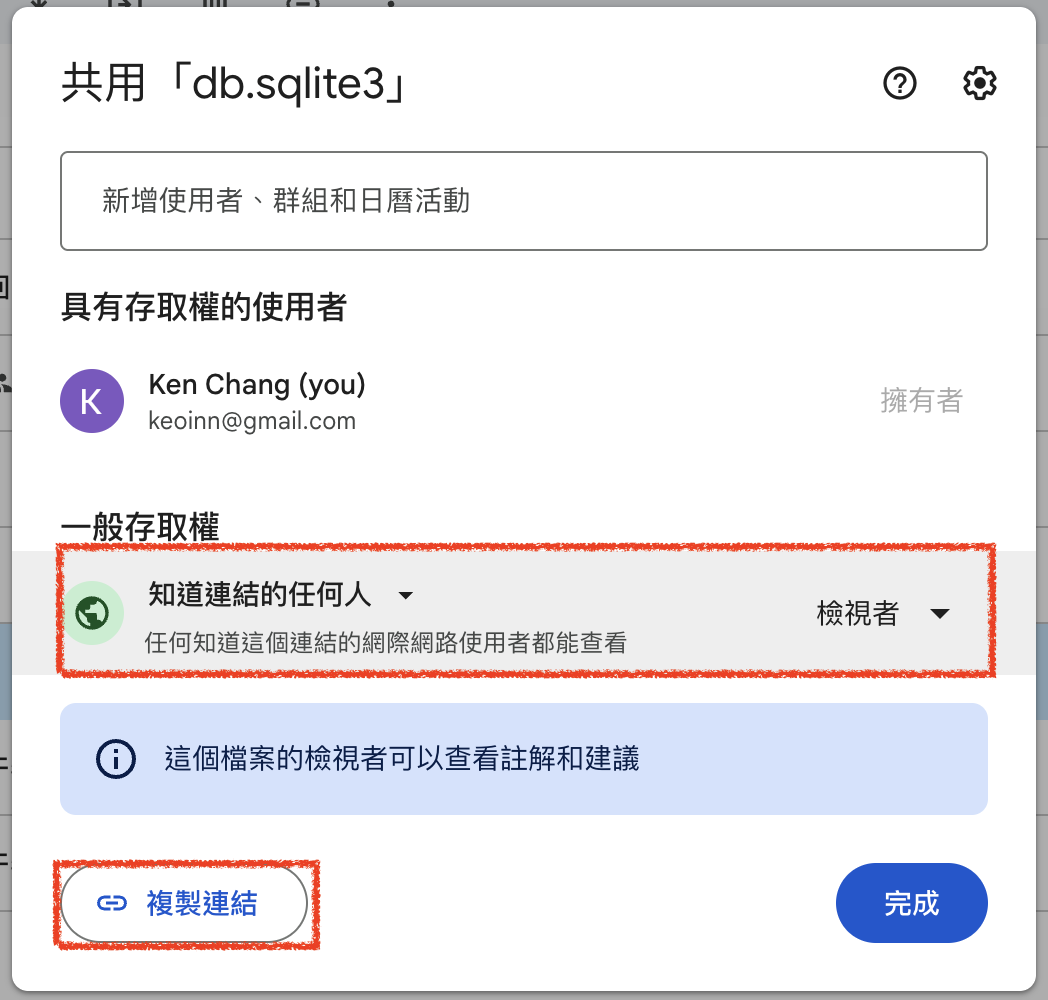 共用「db.sqlite3」
新增使用者、群組和日曆活動
具有存取權的使用者
K
Ken Chang (you)
keoinn@gmail.com
擁有者
一般存取權
知道連結的任何人
任何知道這個連結的網際網路使用者都能查看
檢視者
這個檔案的檢視者可以查看註解和建議
複製連結
完成